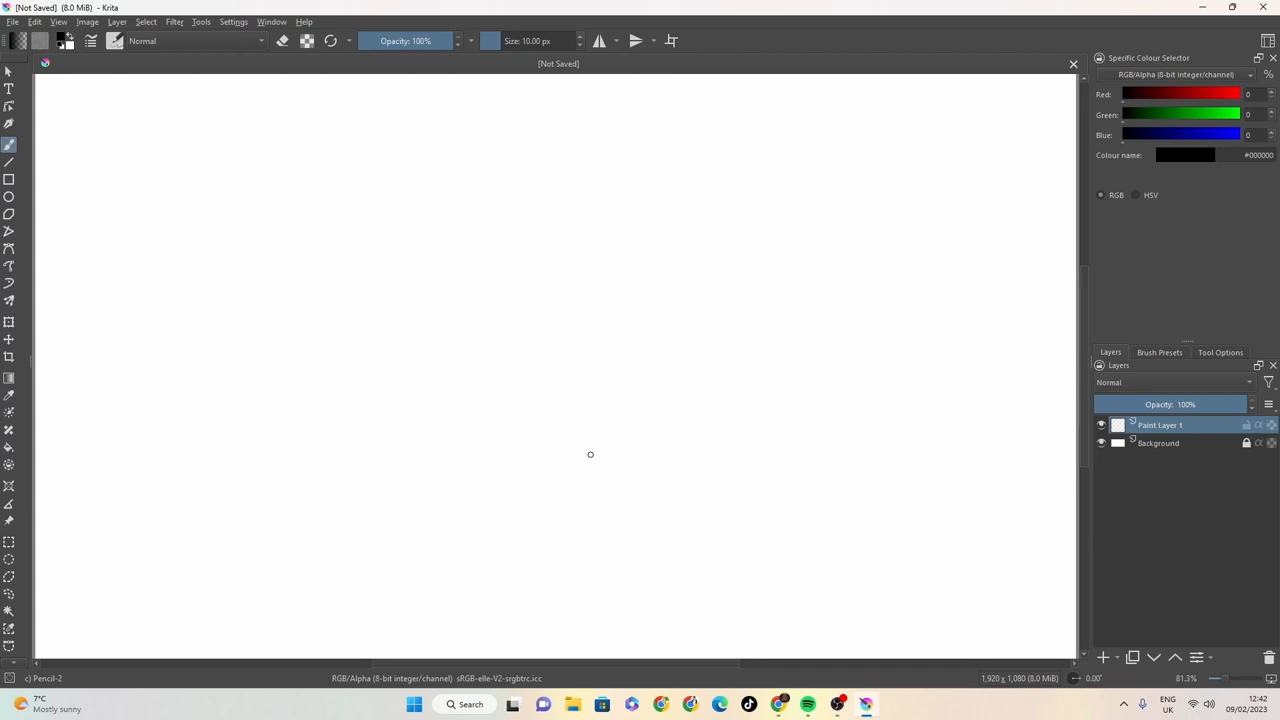 [Not Saved] (8.0 MiB) - Krita
File Edit View Image Layer Select Filter Tools Settings Window Help
Normal Opacity: 100% Size: 10.00 px
[Not Saved]
Specific Colour Selector
RGB/Alpha (8-bit integer/channel) %
Red: 0
Green: 0
Blue: 0
Colour name: #000000
RGB HSV
Layers Brush Presets Tool Options
Layers
Normal
Opacity: 100%
Paint Layer 1
Background
c) Pencil-2 RGB/Alpha (8-bit integer/channel) sRGB-elle-V2-srgbtrc.icc 1,920 x 1,080 (8.0 MiB) 0.00° 81.3%
7°C
Mostly sunny
Search
ENG
UK
12:42
09/02/2023